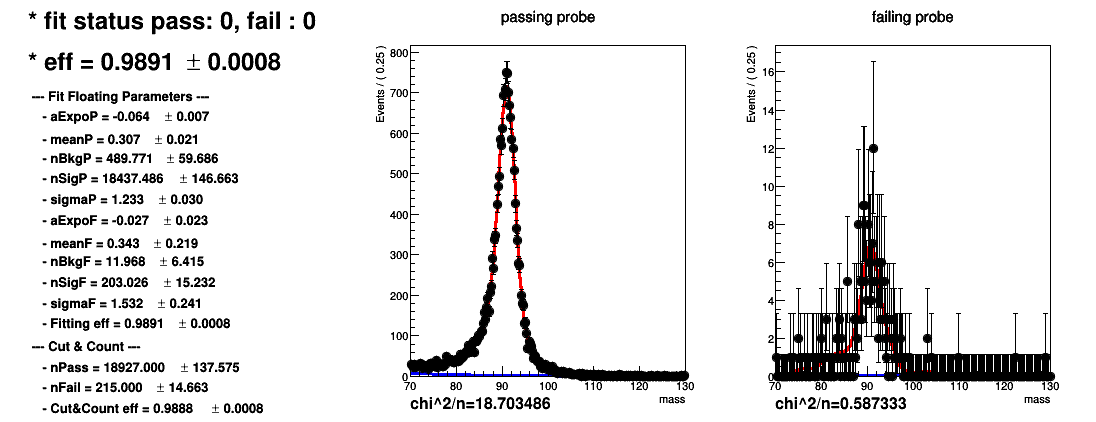 * fit status pass: 0, fail : 0
* eff = 0.9891 ± 0.0008
--- Fit Floating Parameters ---
- aExpoP = -0.064 ± 0.007
- meanP = 0.307 ± 0.021
- nBkgP = 489.771 ± 59.686
- nSigP = 18437.486 ± 146.663
- sigmaP = 1.233 ± 0.030
- aExpoF = -0.027 ± 0.023
- meanF = 0.343 ± 0.219
- nBkgF = 11.968 ± 6.415
- nSigF = 203.026 ± 15.232
- sigmaF = 1.532 ± 0.241
- Fitting eff = 0.9891 ± 0.0008
--- Cut & Count ---
- nPass = 18927.000 ± 137.575
- nFail = 215.000 ± 14.663
- Cut&Count eff = 0.9888 ± 0.0008
passing probe
Events / ( 0.25 )
800
700
600
500
400
300
200
100
0
70 80 90 100 110 120 130
mass
chi^2/n=18.703486
failing probe
Events / ( 0.25 )
16
14
12
10
8
6
4
2
0
70 80 90 100 110 120 130
mass
chi^2/n=0.587333